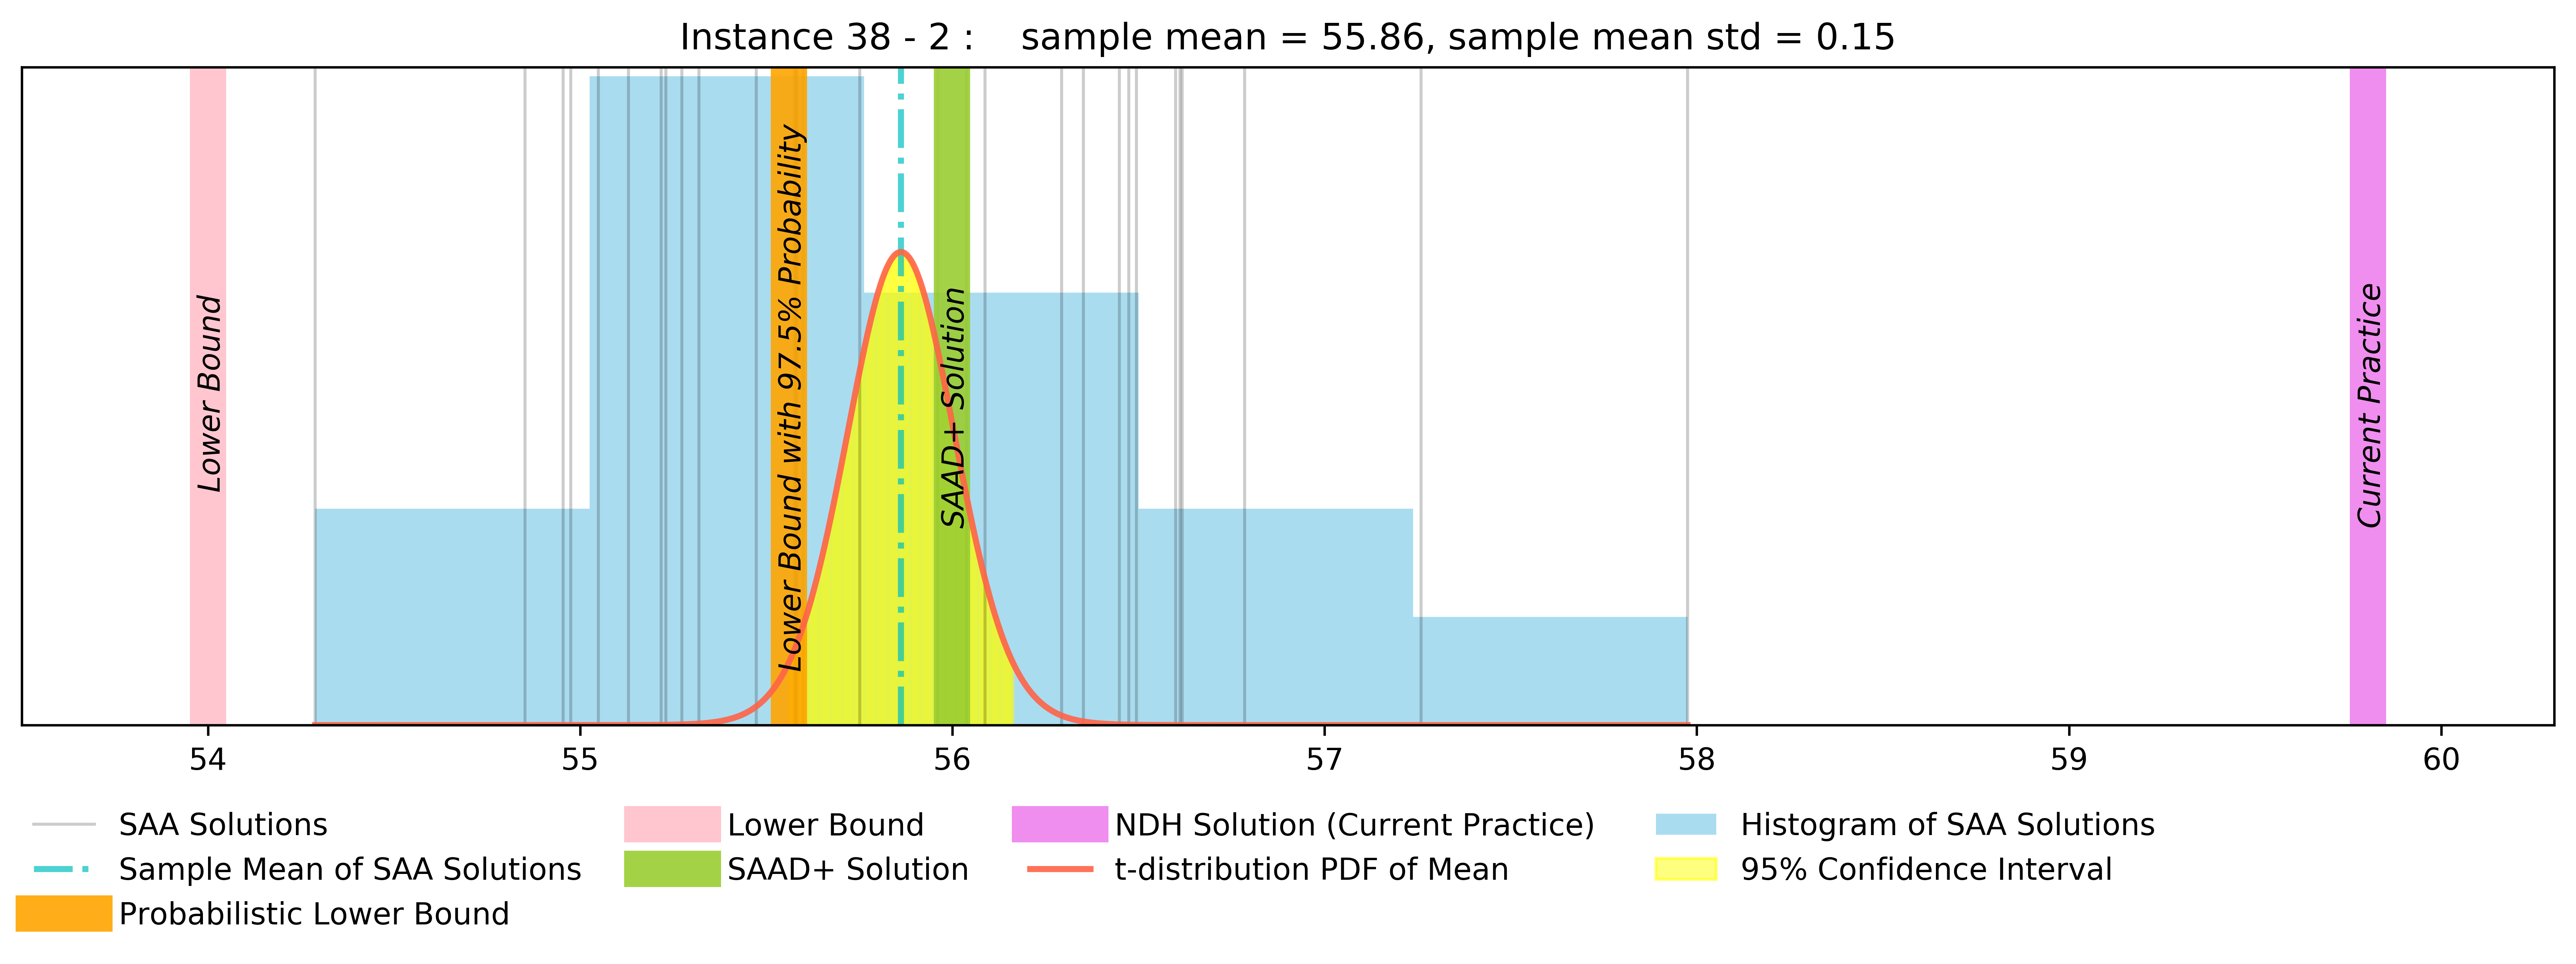 Instance 38 - 2 :    sample mean = 55.86, sample mean std = 0.15
Lower Bound
Lower Bound with 97.5% Probability
SAAD+ Solution
Current Practice
54 55 56 57 58 59 60
SAA Solutions
Sample Mean of SAA Solutions
Probabilistic Lower Bound
Lower Bound
SAAD+ Solution
NDH Solution (Current Practice)
t-distribution PDF of Mean
Histogram of SAA Solutions
95% Confidence Interval